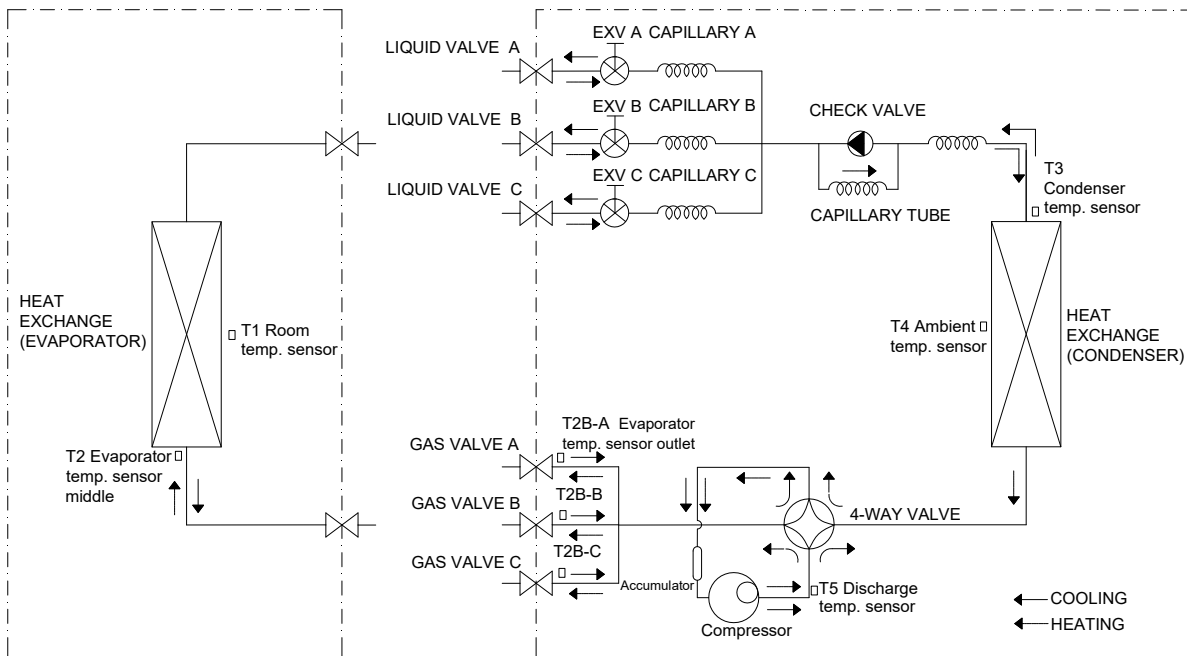 EXV A CAPILLARY A
LIQUID VALVE A
EXV B CAPILLARY B
LIQUID VALVE B
CHECK VALVE
EXV C CAPILLARY C
LIQUID VALVE C
CAPILLARY TUBE
T3
Condenser
temp. sensor
HEAT
EXCHANGE
(EVAPORATOR)
T1 Room
temp. sensor
T4 Ambient
temp. sensor
HEAT
EXCHANGE
(CONDENSER)
T2 Evaporator
temp. sensor
middle
T2B-A Evaporator
temp. sensor outlet
GAS VALVE A
T2B-B
GAS VALVE B
4-WAY VALVE
T2B-C
GAS VALVE C
Accumulator
T5 Discharge
temp. sensor
Compressor
COOLING
HEATING